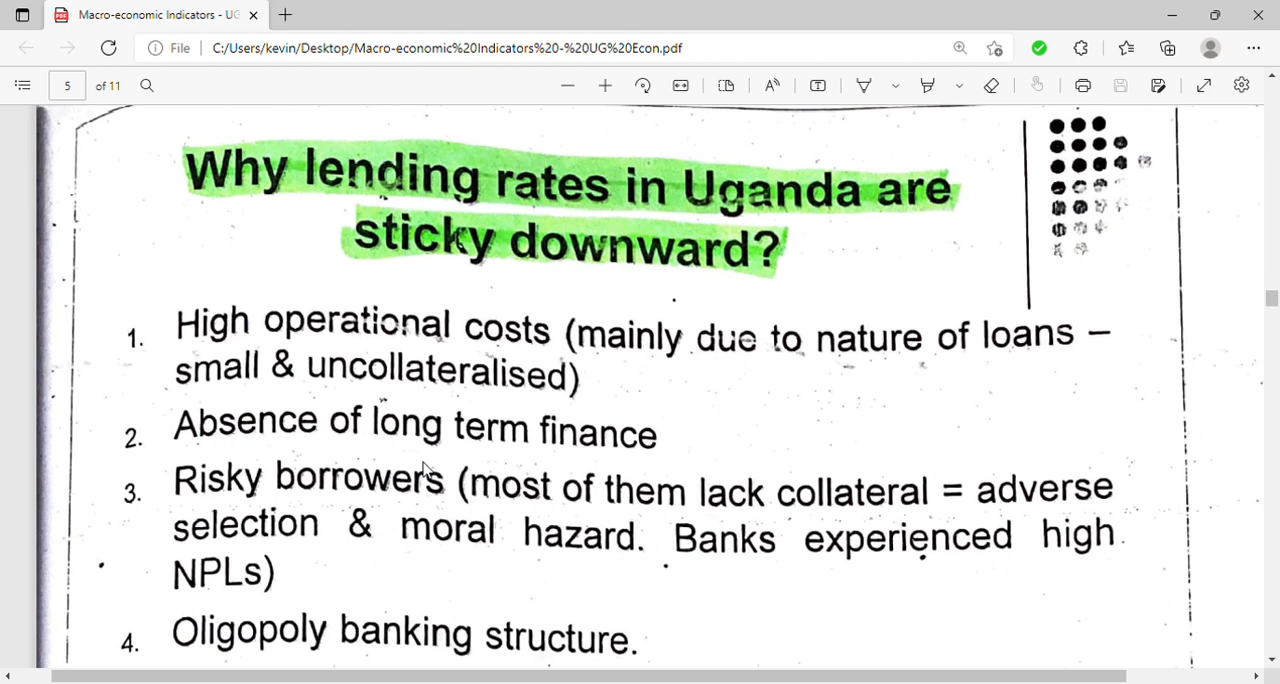 Macro-economic Indicators - UG
File
C:/Users/kevin/Desktop/Macro-economic%20Indicators%20-%20UG%20Econ.pdf
5 of 11
Why lending rates in Uganda are
sticky downward?
1. High operational costs (mainly due to nature of loans –
small & uncollateralised)
2. Absence of long term finance
3. Risky borrowers (most of them lack collateral = adverse
selection & moral hazard. Banks experienced high
NPLs)
4. Oligopoly banking structure.